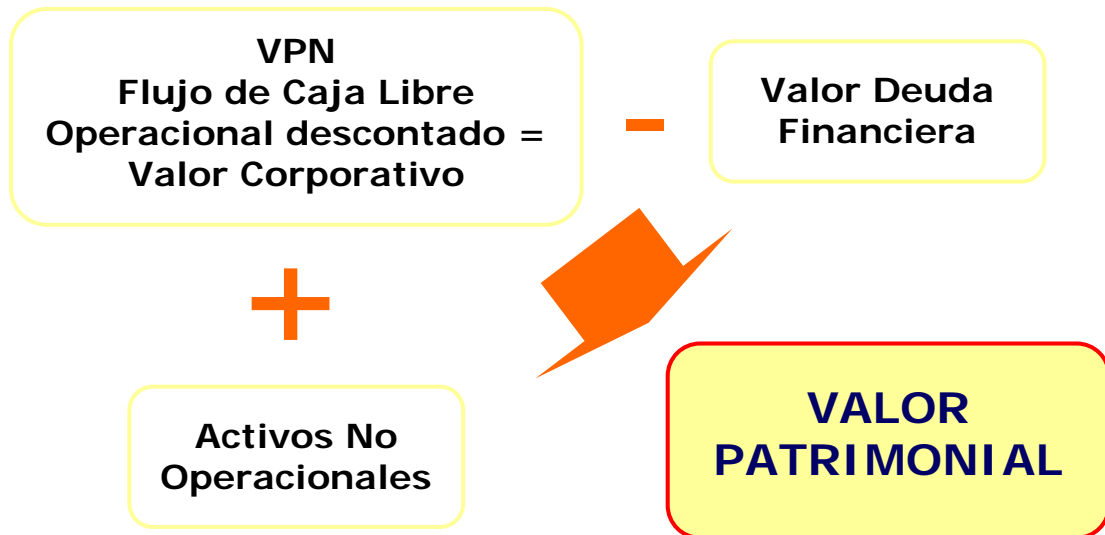 VPN
Flujo de Caja Libre
Operacional descontado =
Valor Corporativo
-
Valor Deuda
Financiera
+
Activos No
Operacionales
VALOR
PATRIMONIAL